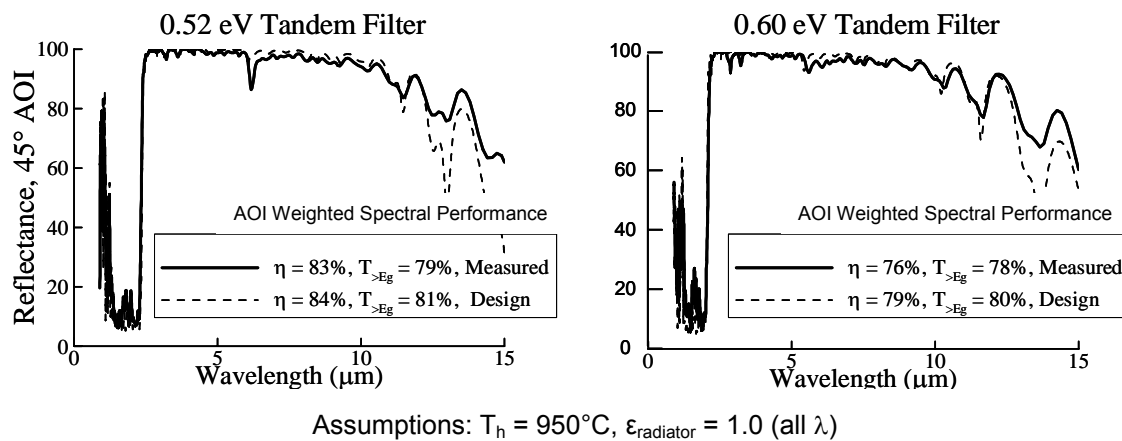 0.52 eV Tandem Filter
Reflectance, 45° AOI
100
80
60
40
20
0
AOI Weighted Spectral Performance
η = 83%, T>Eg = 79%, Measured
η = 84%, T>Eg = 81%, Design
0 5 10 15
Wavelength (μm)
0.60 eV Tandem Filter
100
80
60
40
20
0
AOI Weighted Spectral Performance
η = 76%, T>Eg = 78%, Measured
η = 79%, T>Eg = 80%, Design
0 5 10 15
Wavelength (μm)
Assumptions: Th = 950°C, εradiator = 1.0 (all λ)